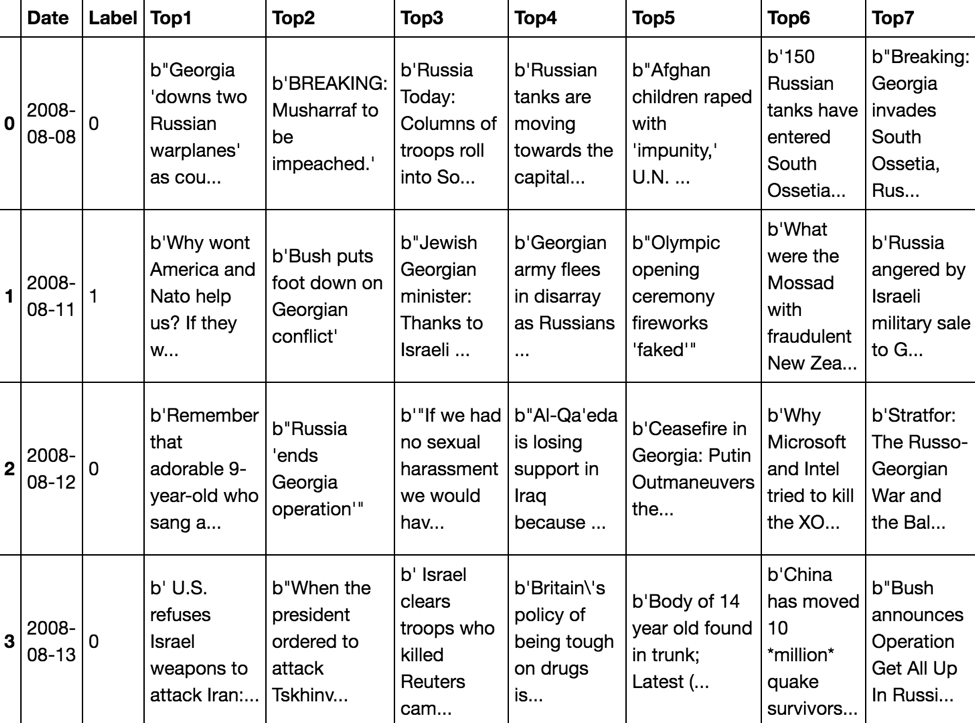 Date Label Top1 Top2 Top3 Top4 Top5 Top6 Top7
0
2008-
08-08
0
b"Georgia
'downs two
Russian
warplanes'
as cou...
b'BREAKING:
Musharraf to
be
impeached.'
b'Russia
Today:
Columns of
troops roll
into So...
b'Russian
tanks are
moving
towards the
capital...
b"Afghan
children raped
with
'impunity,'
U.N. ...
b'150
Russian
tanks have
entered
South
Ossetia...
b"Breaking:
Georgia
invades
South
Ossetia,
Rus...
1
2008-
08-11
1
b'Why wont
America and
Nato help
us? If they
w...
b'Bush puts
foot down on
Georgian
conflict'
b"Jewish
Georgian
minister:
Thanks to
Israeli ...
b'Georgian
army flees
in disarray
as Russians
...
b"Olympic
opening
ceremony
fireworks
'faked'"
b'What
were the
Mossad
with
fraudulent
New Zea...
b'Russia
angered by
Israeli
military sale
to G...
2
2008-
08-12
0
b'Remember
that
adorable 9-
year-old who
sang a...
b"Russia
'ends
Georgia
operation'"
b'"If we had
no sexual
harassment
we would
hav...
b"Al-Qa'eda
is losing
support in
Iraq
because ...
b'Ceasefire in
Georgia: Putin
Outmaneuvers
the...
b'Why
Microsoft
and Intel
tried to kill
the XO...
b'Stratfor:
The Russo-
Georgian
War and
the Bal...
3
2008-
08-13
0
b' U.S.
refuses
Israel
weapons to
attack Iran:...
b"When the
president
ordered to
attack
Tskhinv...
b' Israel
clears
troops who
killed
Reuters
cam...
b'Britain\'s
policy of
being tough
on drugs
is...
b'Body of 14
year old found
in trunk;
Latest (...
b'China
has moved
10
*million*
quake
survivors...
b"Bush
announces
Operation
Get All Up
In Russi...